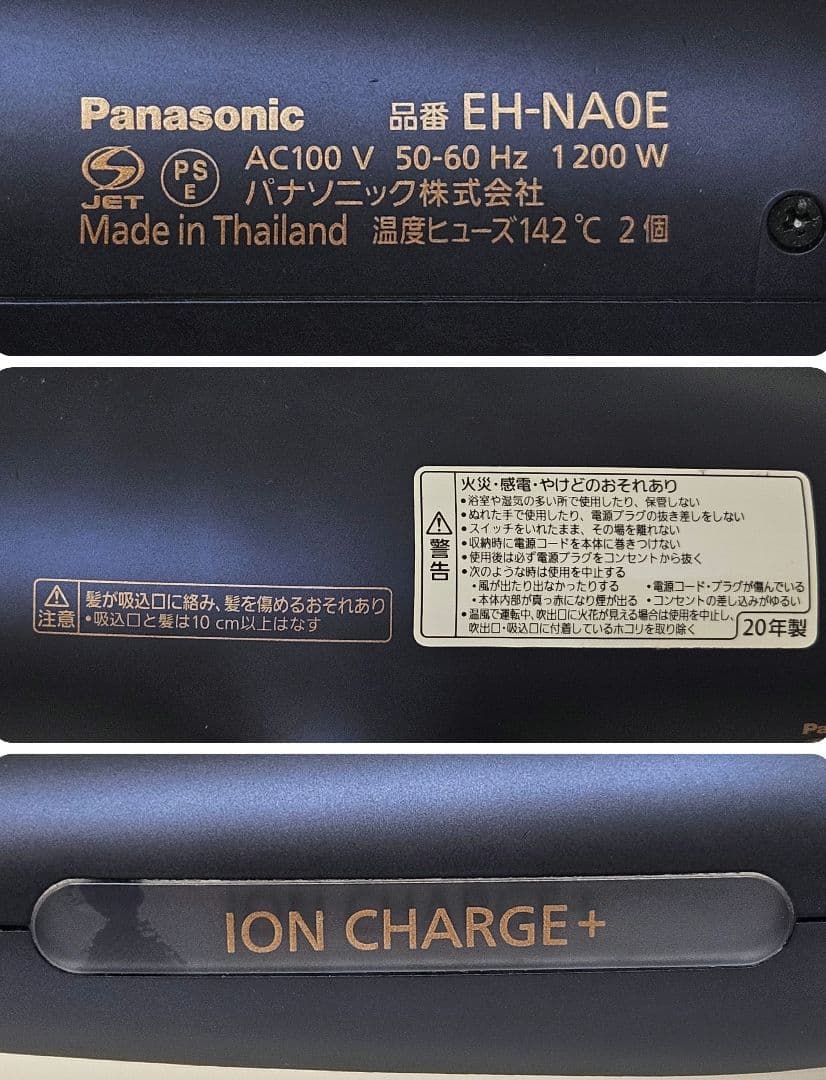 Panasonic 品番 EH-NA0E
JET PSE AC100 V 50-60 Hz 1200 W
パナソニック株式会社
Made in Thailand 温度ヒューズ142℃ 2個
注意
髪が吸込口に絡み、髪を傷めるおそれあり
・吸込口と髪は10 cm以上はなす
警告
火災・感電・やけどのおそれあり
•浴室や湿気の多い所で使用したり、保管しない
•ぬれた手で使用したり、電源プラグの抜き差しをしない
•スイッチをいれたまま、その場を離れない
•収納時に電源コードを本体に巻きつけない
•使用後は必ず電源プラグをコンセントから抜く
•次のような時は使用を中止する
・風が出たり出なかったりする ・電源コード・プラグが傷んでいる
・本体内部が真っ赤になり煙が出る ・コンセントの差し込みがゆるい
•温風で運転中、吹出口に火花が見える場合は使用を中止し、
吹出口・吸込口に付着しているホコリを取り除く
20年製
Pa
ION CHARGE+